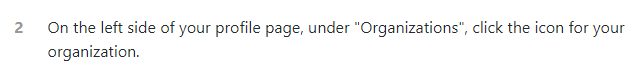 2 On the left side of your profile page, under "Organizations", click the icon for your
organization.